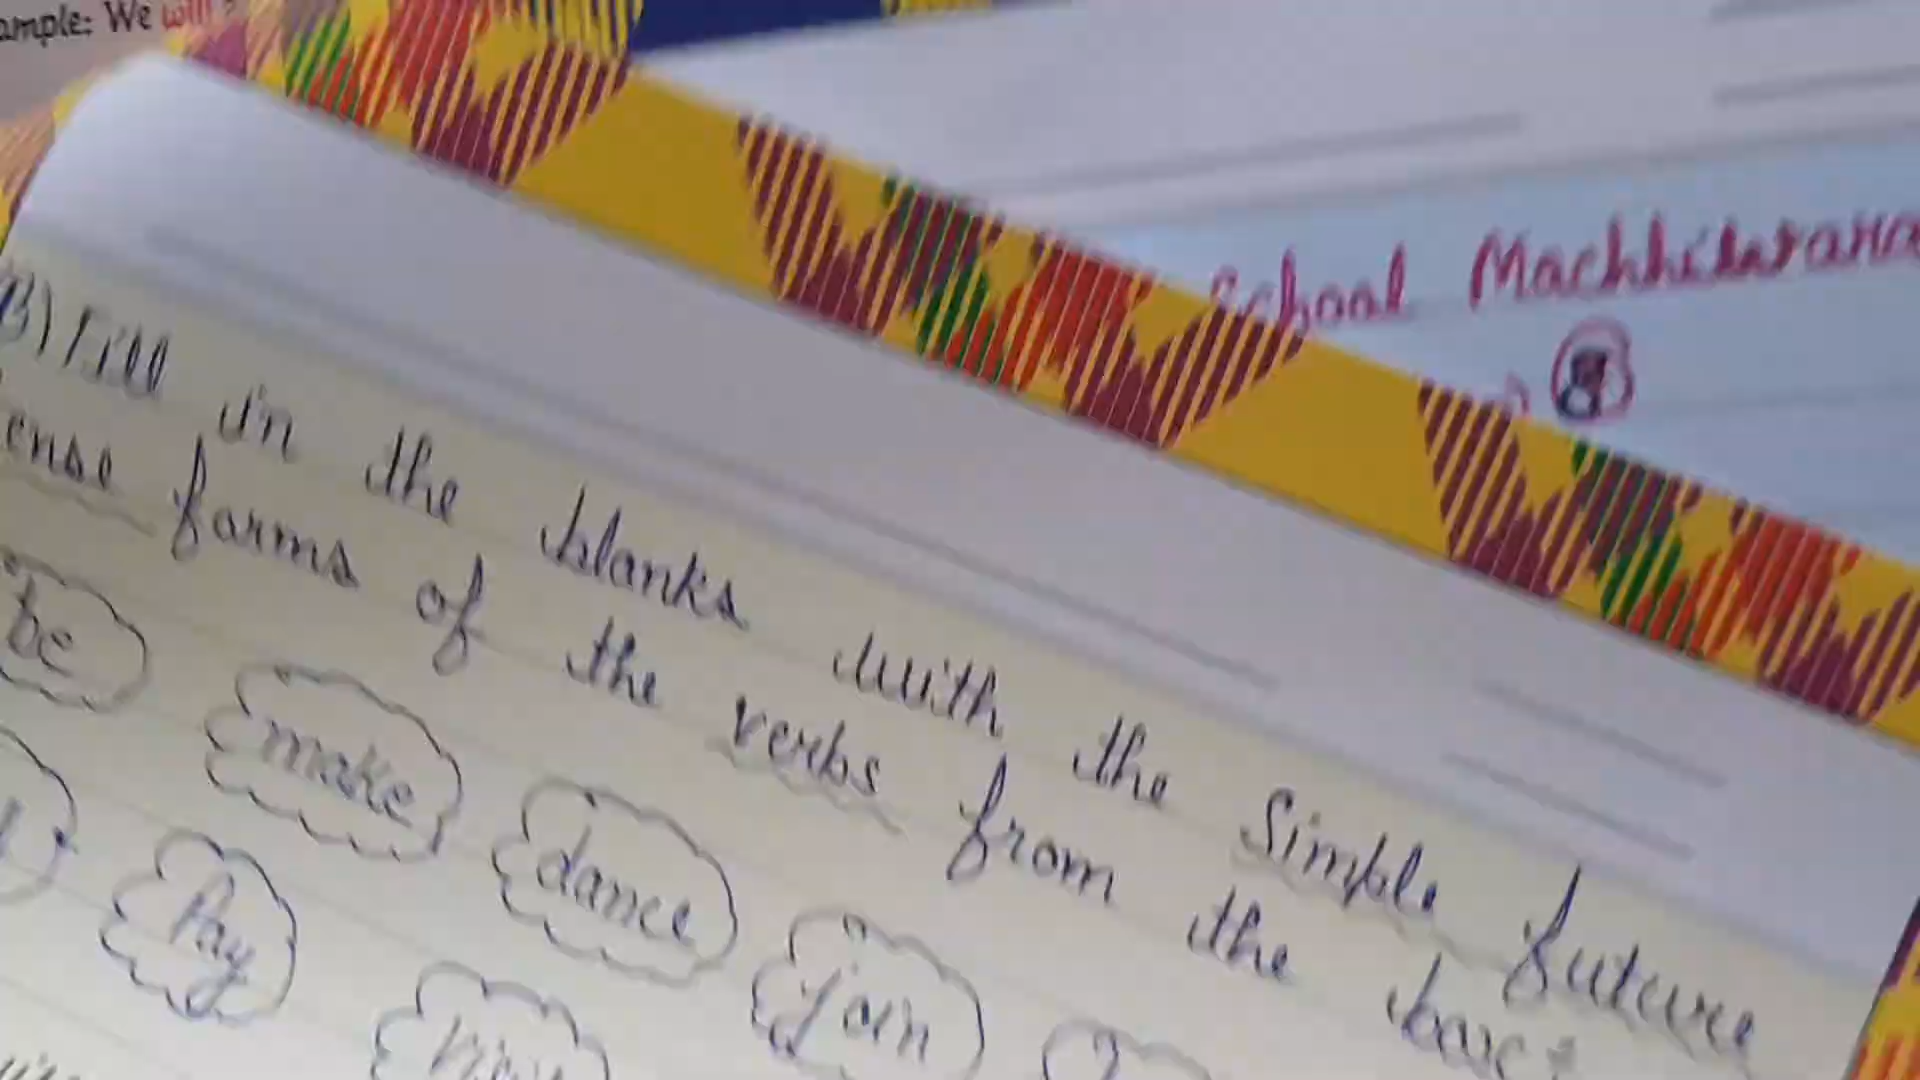 ample: We will
School Machhiwara
8
B) Fill in the blanks with the Simple future
ense forms of the verbs from the box:
be make dance join
Pay